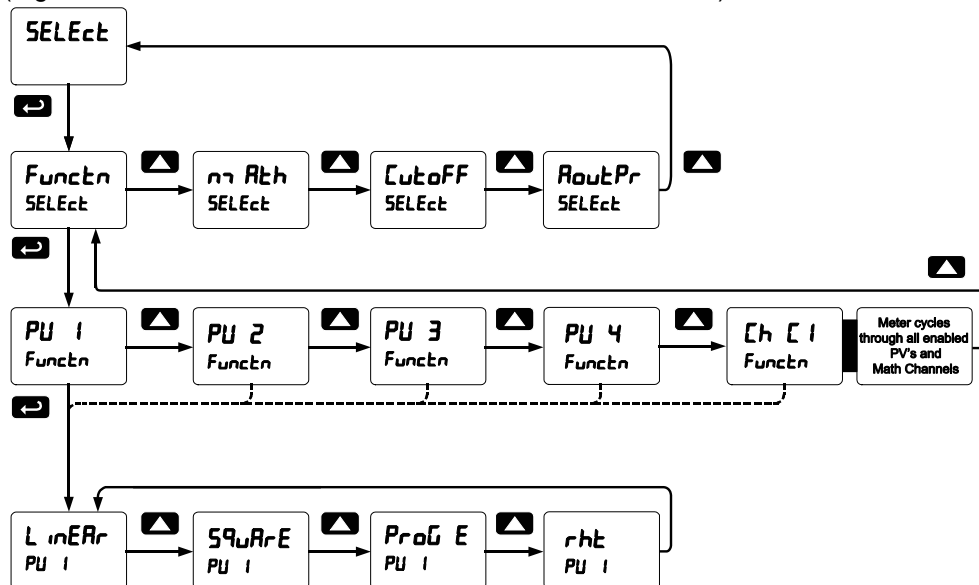 SELEct
Functn
SELEct
mAth
SELEct
CutoFF
SELEct
AoutPr
SELEct
PV 1
Functn
PV 2
Functn
PV 3
Functn
PV 4
Functn
Ch C1
Functn
Meter cycles
through all enabled
PV's and
Math Channels
LinEAr
PV 1
SquArE
PV 1
ProG E
PV 1
rht
PV 1